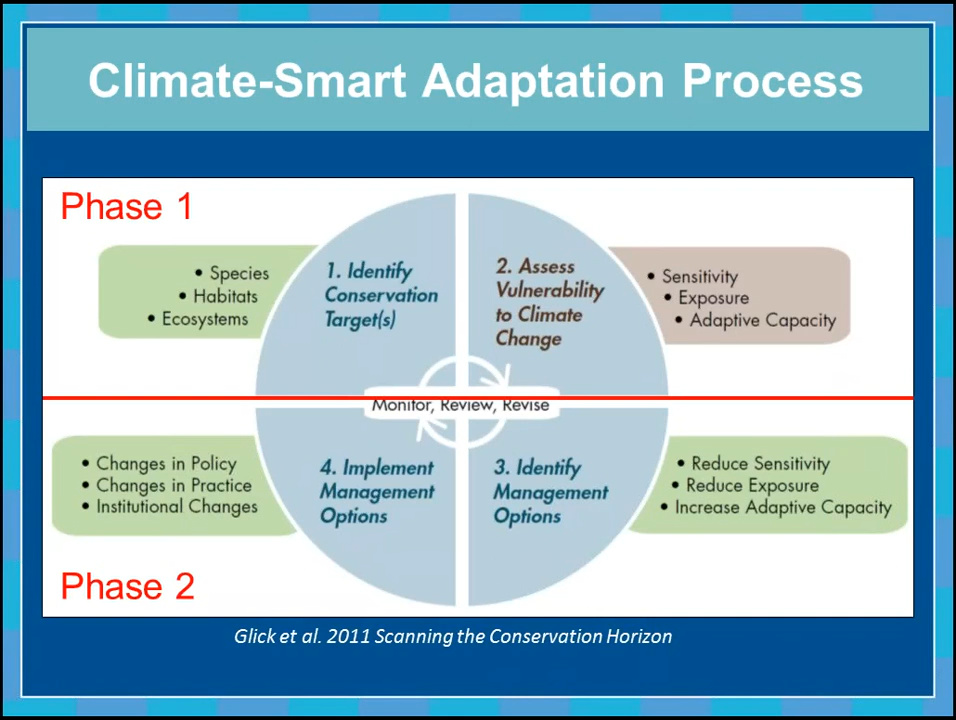 Climate-Smart Adaptation Process
Phase 1
• Species
• Habitats
• Ecosystems
1. Identify
Conservation
Target(s)
2. Assess
Vulnerability
to Climate
Change
• Sensitivity
• Exposure
• Adaptive Capacity
Monitor, Review, Revise
• Changes in Policy
• Changes in Practice
• Institutional Changes
4. Implement
Management
Options
3. Identify
Management
Options
• Reduce Sensitivity
• Reduce Exposure
• Increase Adaptive Capacity
Phase 2
Glick et al. 2011 Scanning the Conservation Horizon